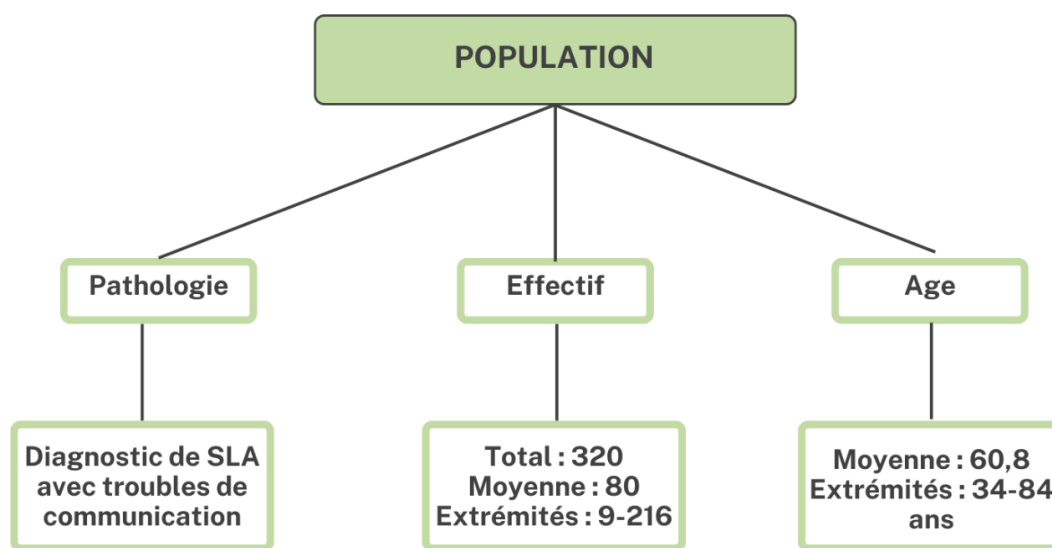 POPULATION
Pathologie
Effectif
Age
Diagnostic de SLA
avec troubles de
communication
Total : 320
Moyenne : 80
Extrémités : 9-216
Moyenne : 60,8
Extrémités : 34-84
ans